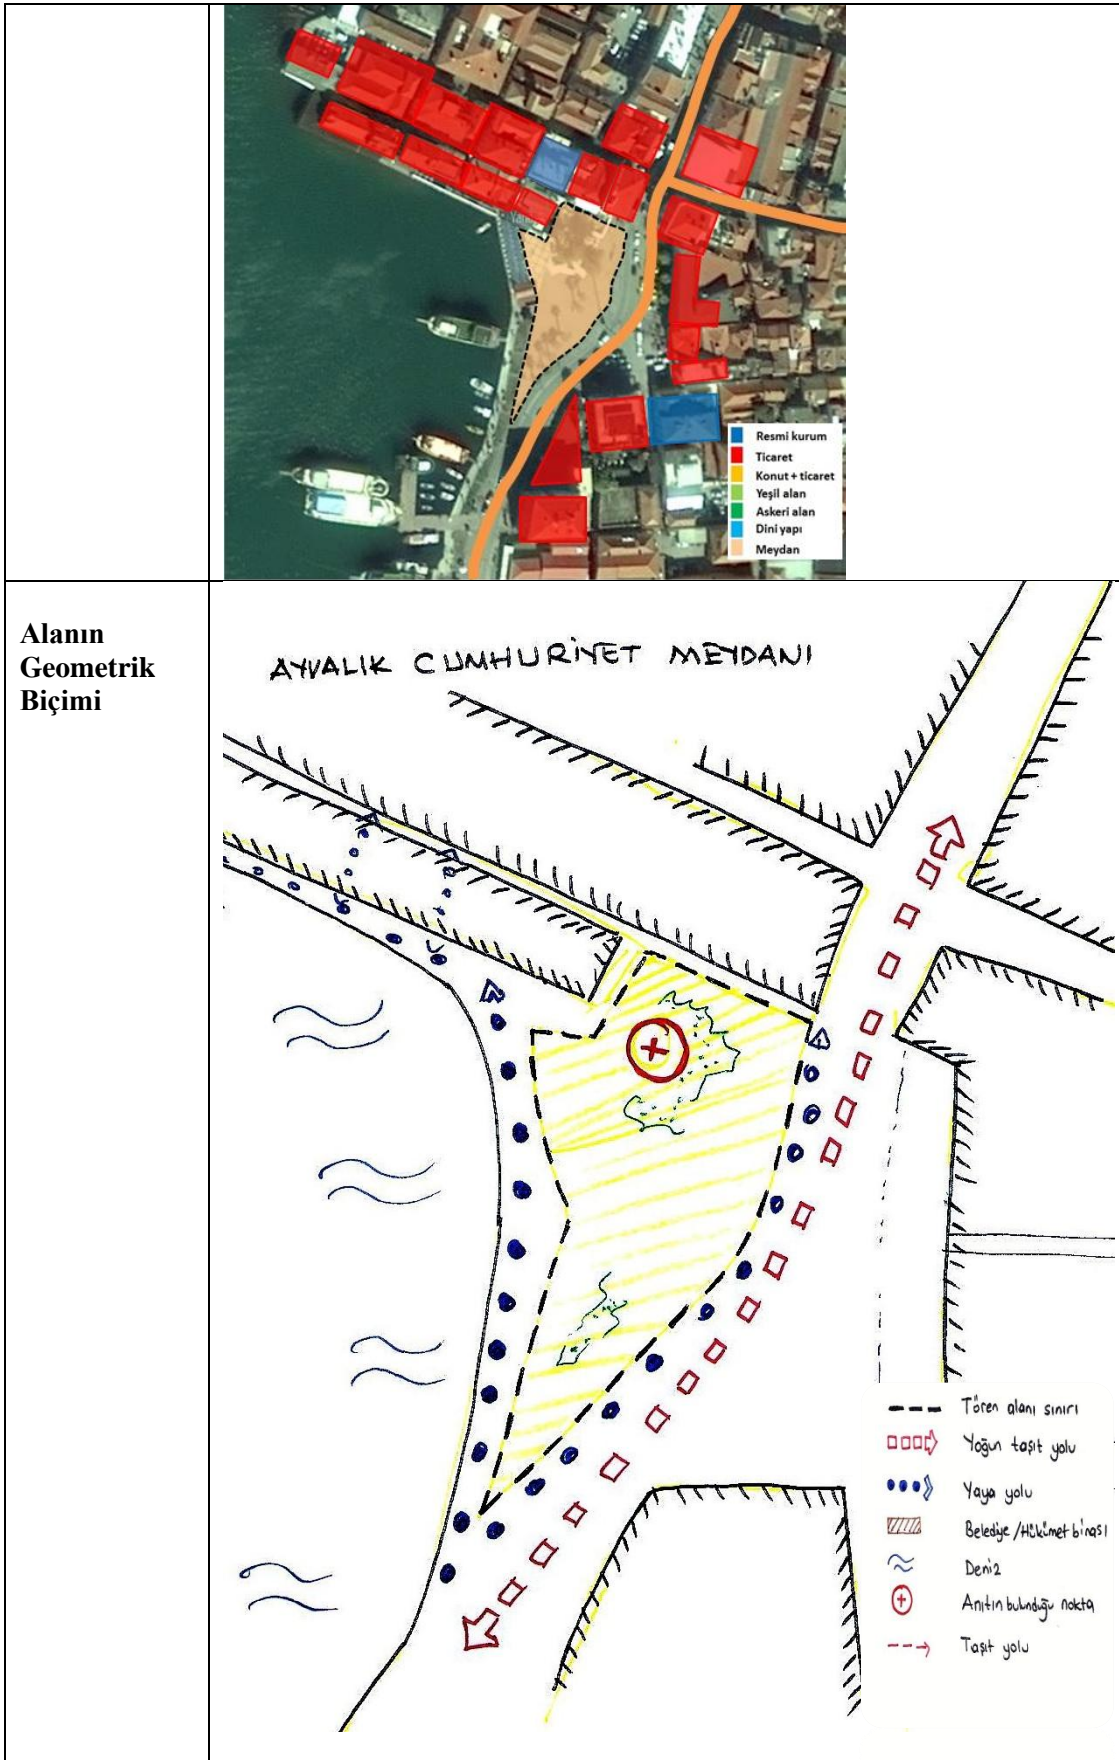 Resmi kurum
Ticaret
Konut + ticaret
Yeşil alan
Askeri alan
Dini yapı
Meydan
Alanın
Geometrik
Biçimi
AYVALIK CUMHURİYET MEYDANI
Tören alanı sınırı
Yoğun taşıt yolu
Yaya yolu
Belediye/Hükümet binası
Deniz
Anıtın bulunduğu nokta
Taşıt yolu